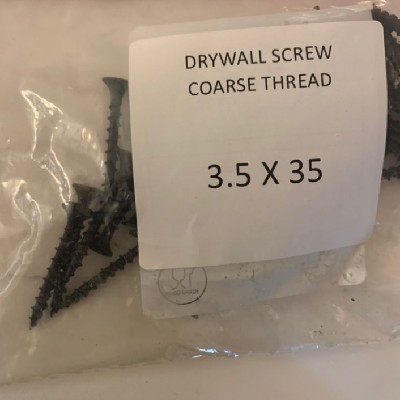 DRYWALL SCREW
COARSE THREAD
3.5 X 35